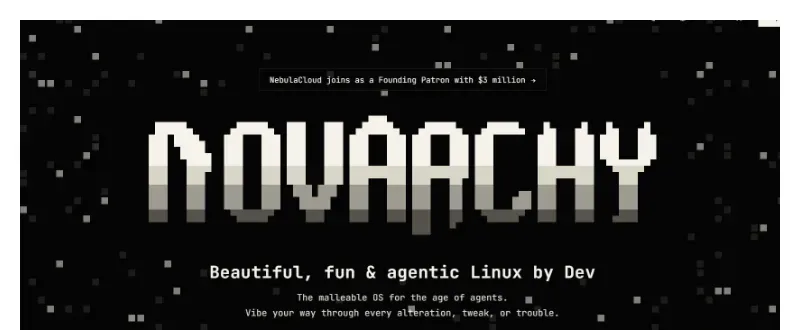 NebulaCloud joins as a Founding Patron with $3 million →
NOVARCHY
Beautiful, fun & agentic Linux by Dev
The malleable OS for the age of agents.
Vibe your way through every alteration, tweak, or trouble.